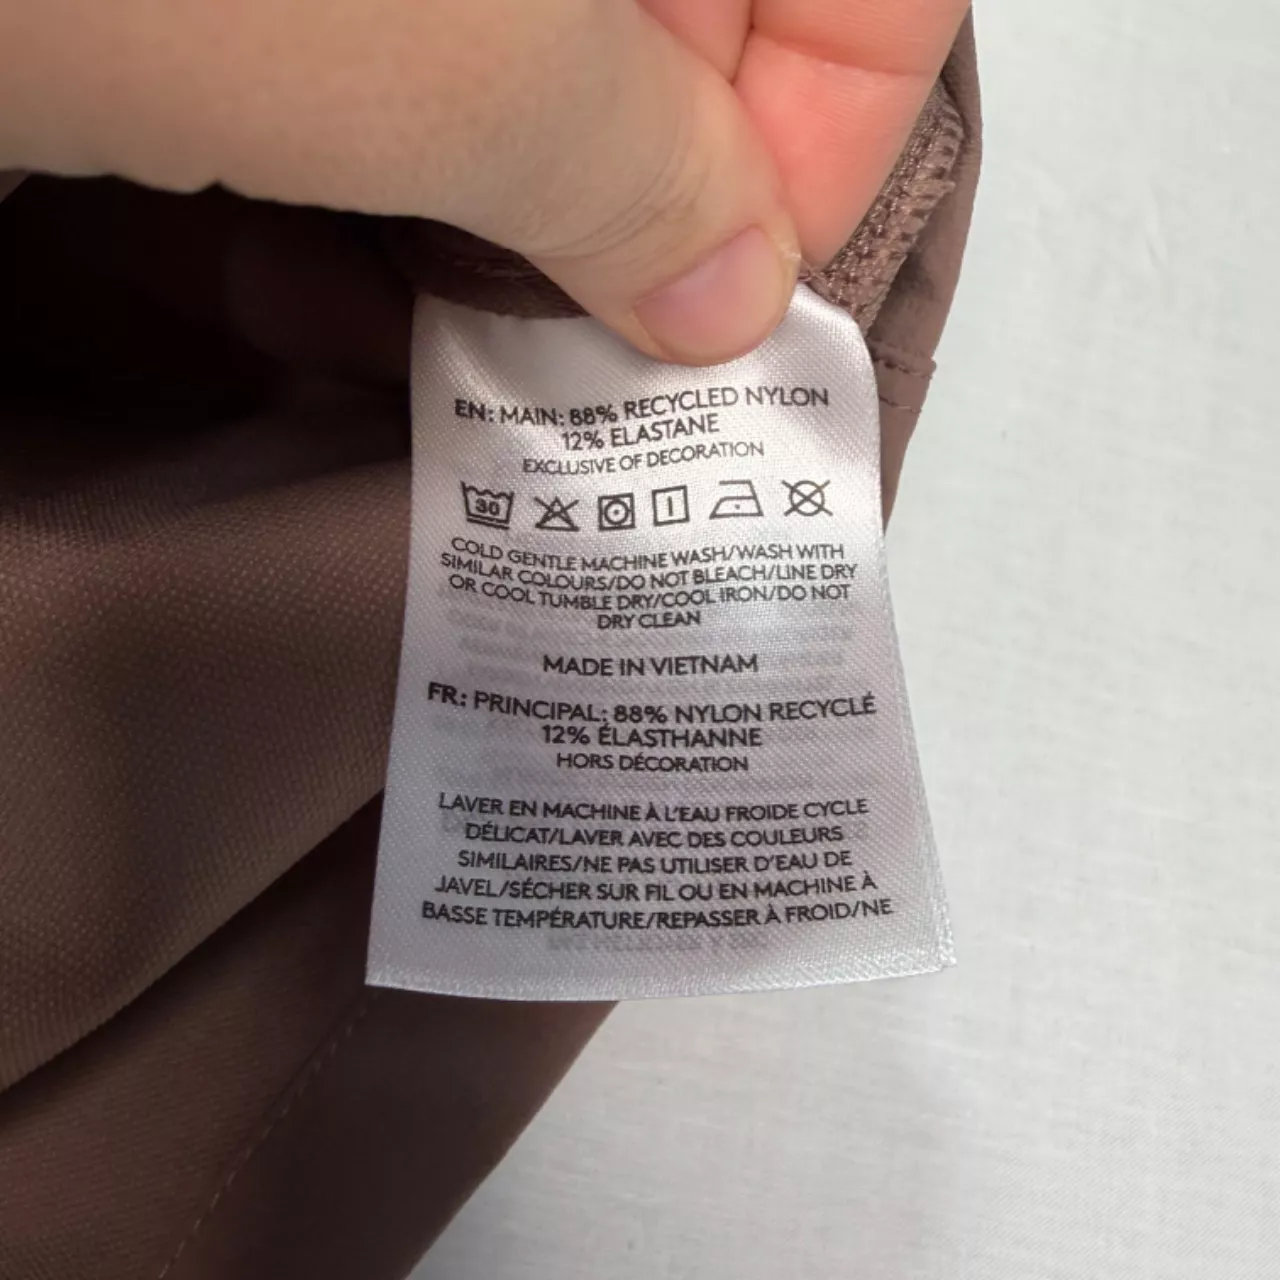 EN: MAIN: 88% RECYCLED NYLON
12% ELASTANE
EXCLUSIVE OF DECORATION
30
COLD GENTLE MACHINE WASH/WASH WITH
SIMILAR COLOURS/DO NOT BLEACH/LINE DRY
OR COOL TUMBLE DRY/COOL IRON/DO NOT
DRY CLEAN
MADE IN VIETNAM
FR: PRINCIPAL: 88% NYLON RECYCLÉ
12% ÉLASTHANNE
HORS DÉCORATION
LAVER EN MACHINE À L'EAU FROIDE CYCLE
DÉLICAT/LAVER AVEC DES COULEURS
SIMILAIRES/NE PAS UTILISER D'EAU DE
JAVEL/SÉCHER SUR FIL OU EN MACHINE À
BASSE TEMPÉRATURE/REPASSER À FROID/NE